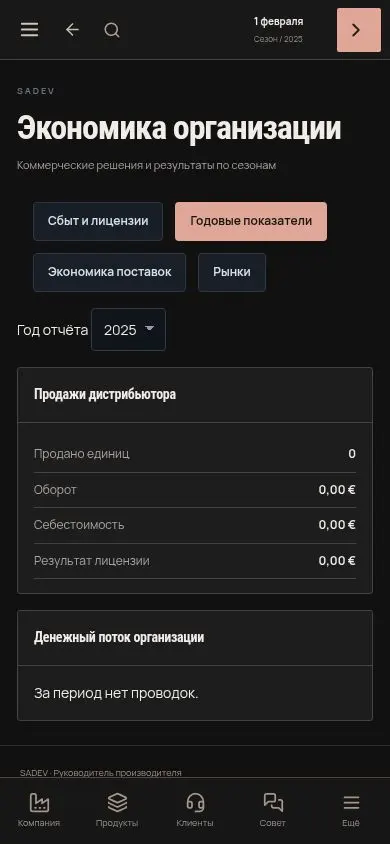 1 февраля
Сезон / 2025
SADEV
Экономика организации
Коммерческие решения и результаты по сезонам
Сбыт и лицензии
Годовые показатели
Экономика поставок
Рынки
Год отчёта 2025
Продажи дистрибьютора
Продано единиц 0
Оборот 0,00 €
Себестоимость 0,00 €
Результат лицензии 0,00 €
Денежный поток организации
За период нет проводок.
SADEV · Руководитель производителя
Компания Продукты Клиенты Совет Ещё